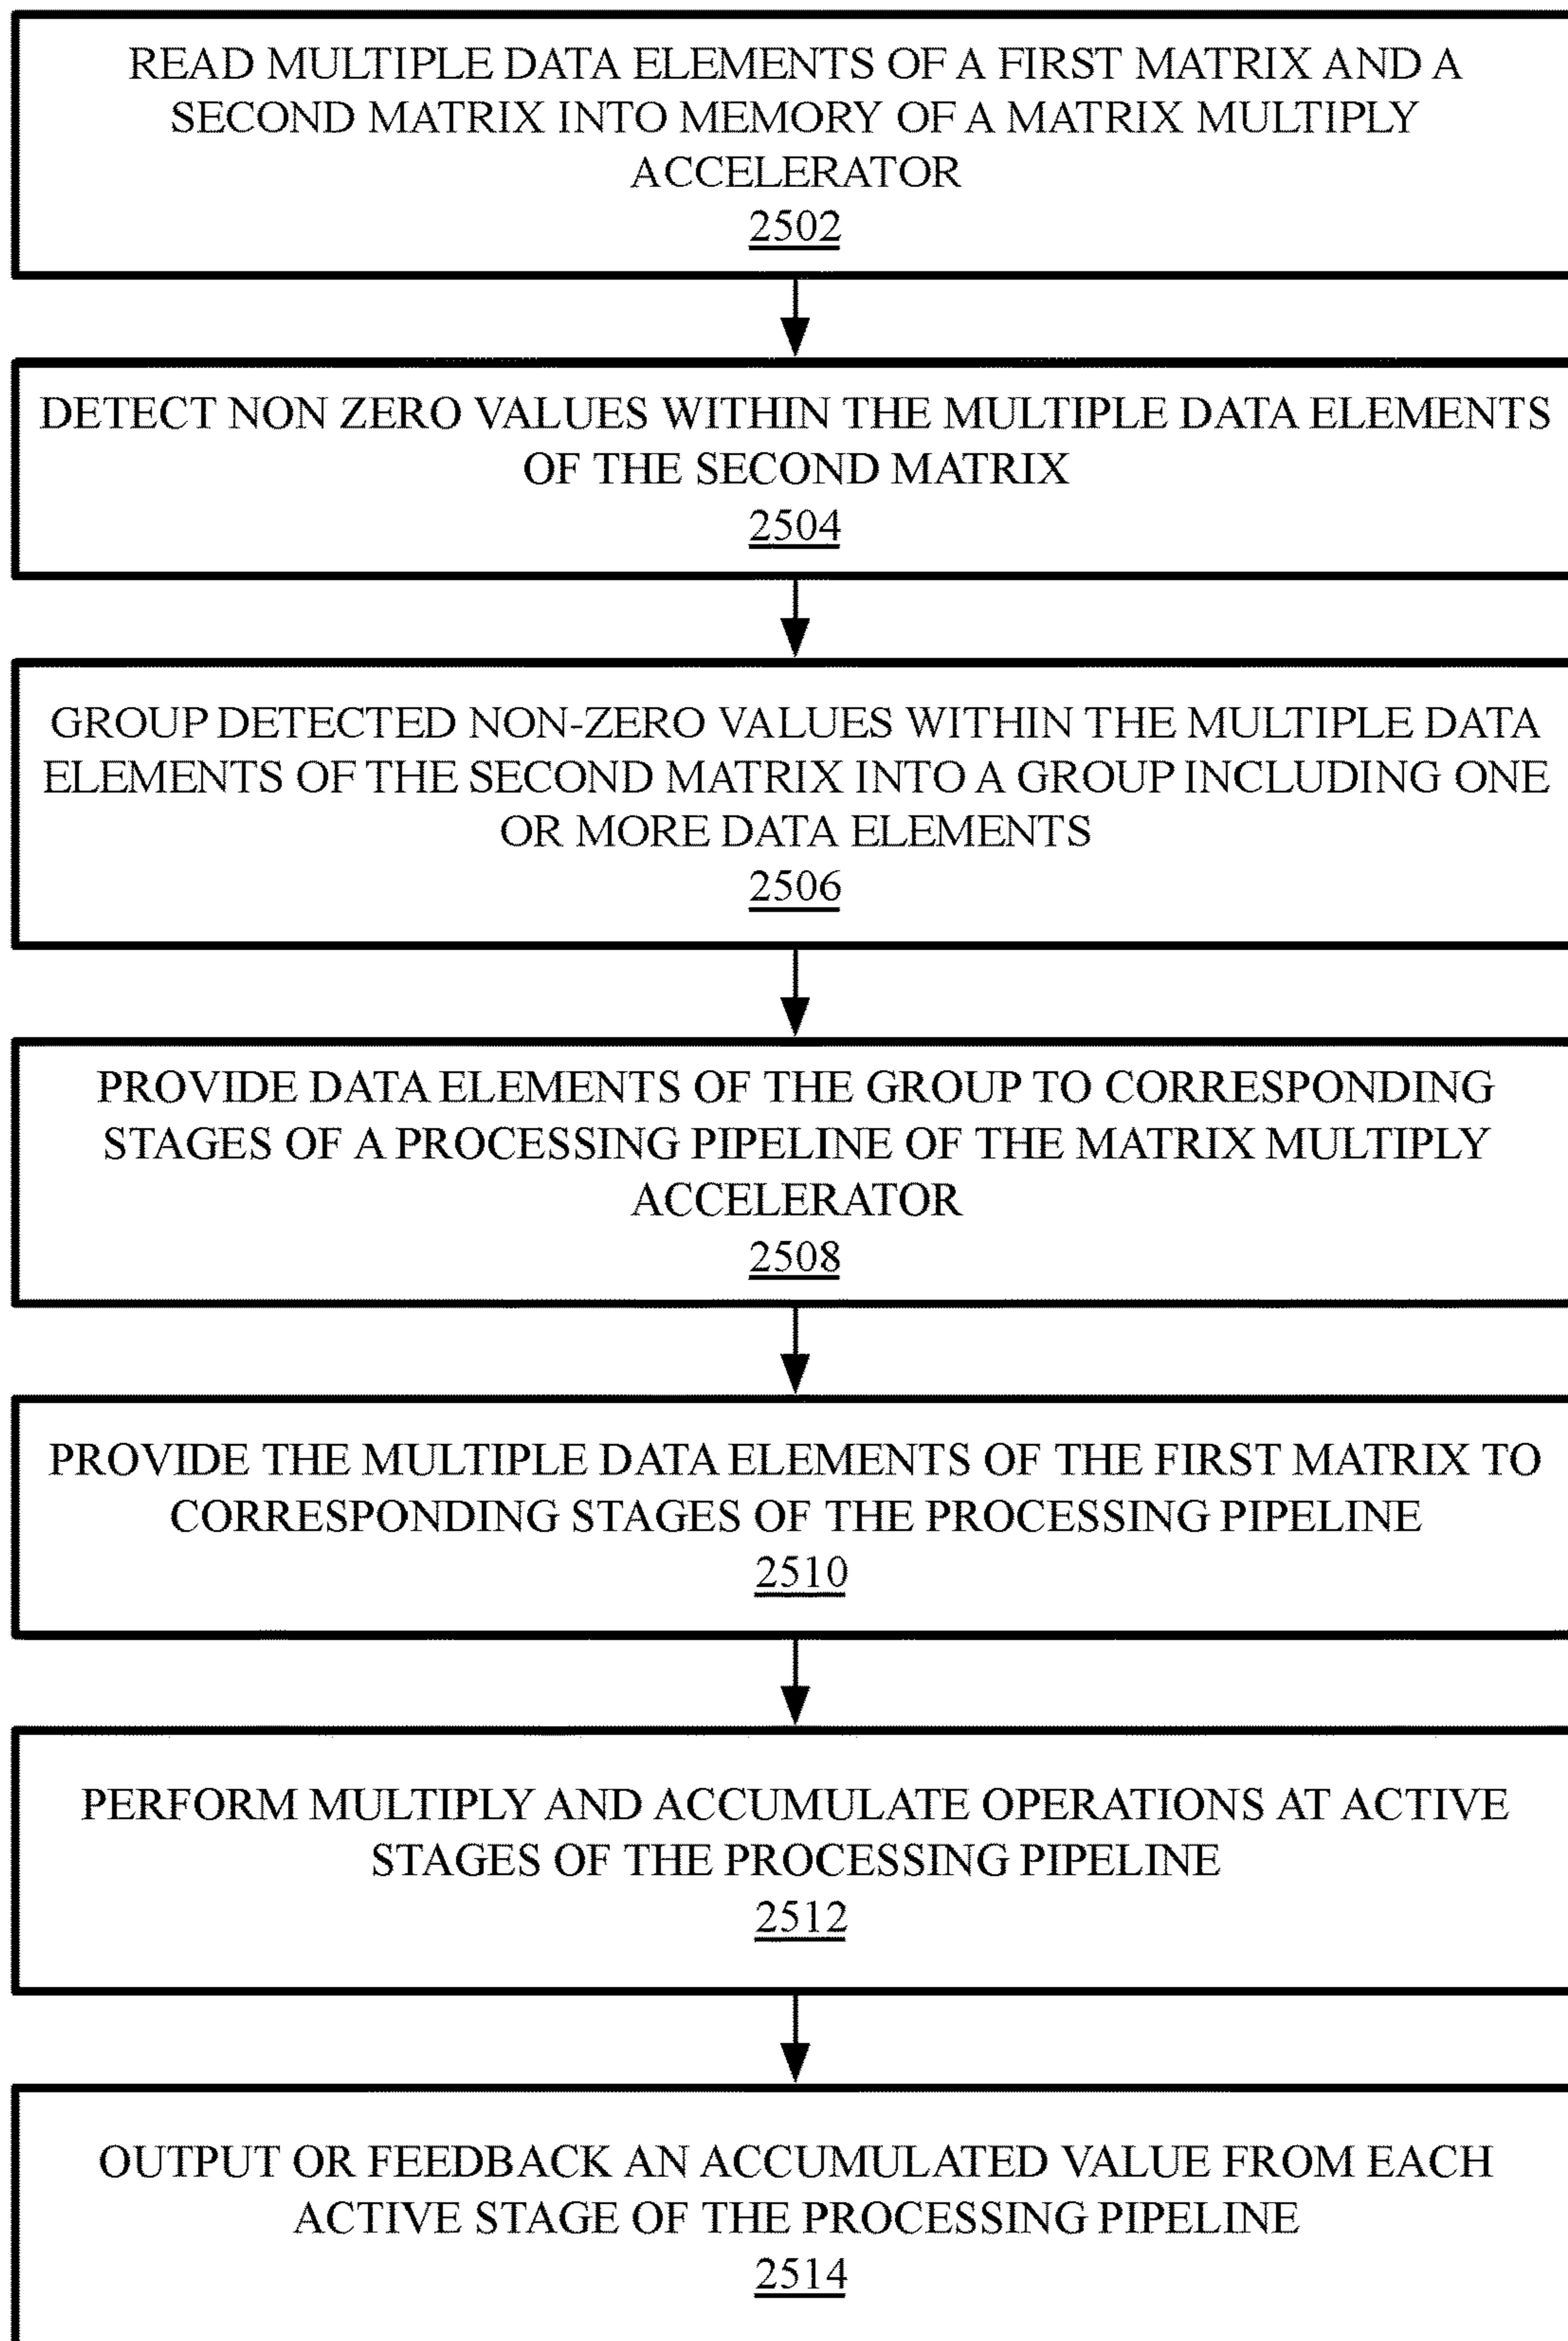 READ MULTIPLE DATA ELEMENTS OF A FIRST MATRIX AND A
SECOND MATRIX INTO MEMORY OF A MATRIX MULTIPLY
ACCELERATOR
2502
DETECT NON ZERO VALUES WITHIN THE MULTIPLE DATA ELEMENTS
OF THE SECOND MATRIX
2504
GROUP DETECTED NON-ZERO VALUES WITHIN THE MULTIPLE DATA
ELEMENTS OF THE SECOND MATRIX INTO A GROUP INCLUDING ONE
OR MORE DATA ELEMENTS
2506
PROVIDE DATA ELEMENTS OF THE GROUP TO CORRESPONDING
STAGES OF A PROCESSING PIPELINE OF THE MATRIX MULTIPLY
ACCELERATOR
2508
PROVIDE THE MULTIPLE DATA ELEMENTS OF THE FIRST MATRIX TO
CORRESPONDING STAGES OF THE PROCESSING PIPELINE
2510
PERFORM MULTIPLY AND ACCUMULATE OPERATIONS AT ACTIVE
STAGES OF THE PROCESSING PIPELINE
2512
OUTPUT OR FEEDBACK AN ACCUMULATED VALUE FROM EACH
ACTIVE STAGE OF THE PROCESSING PIPELINE
2514